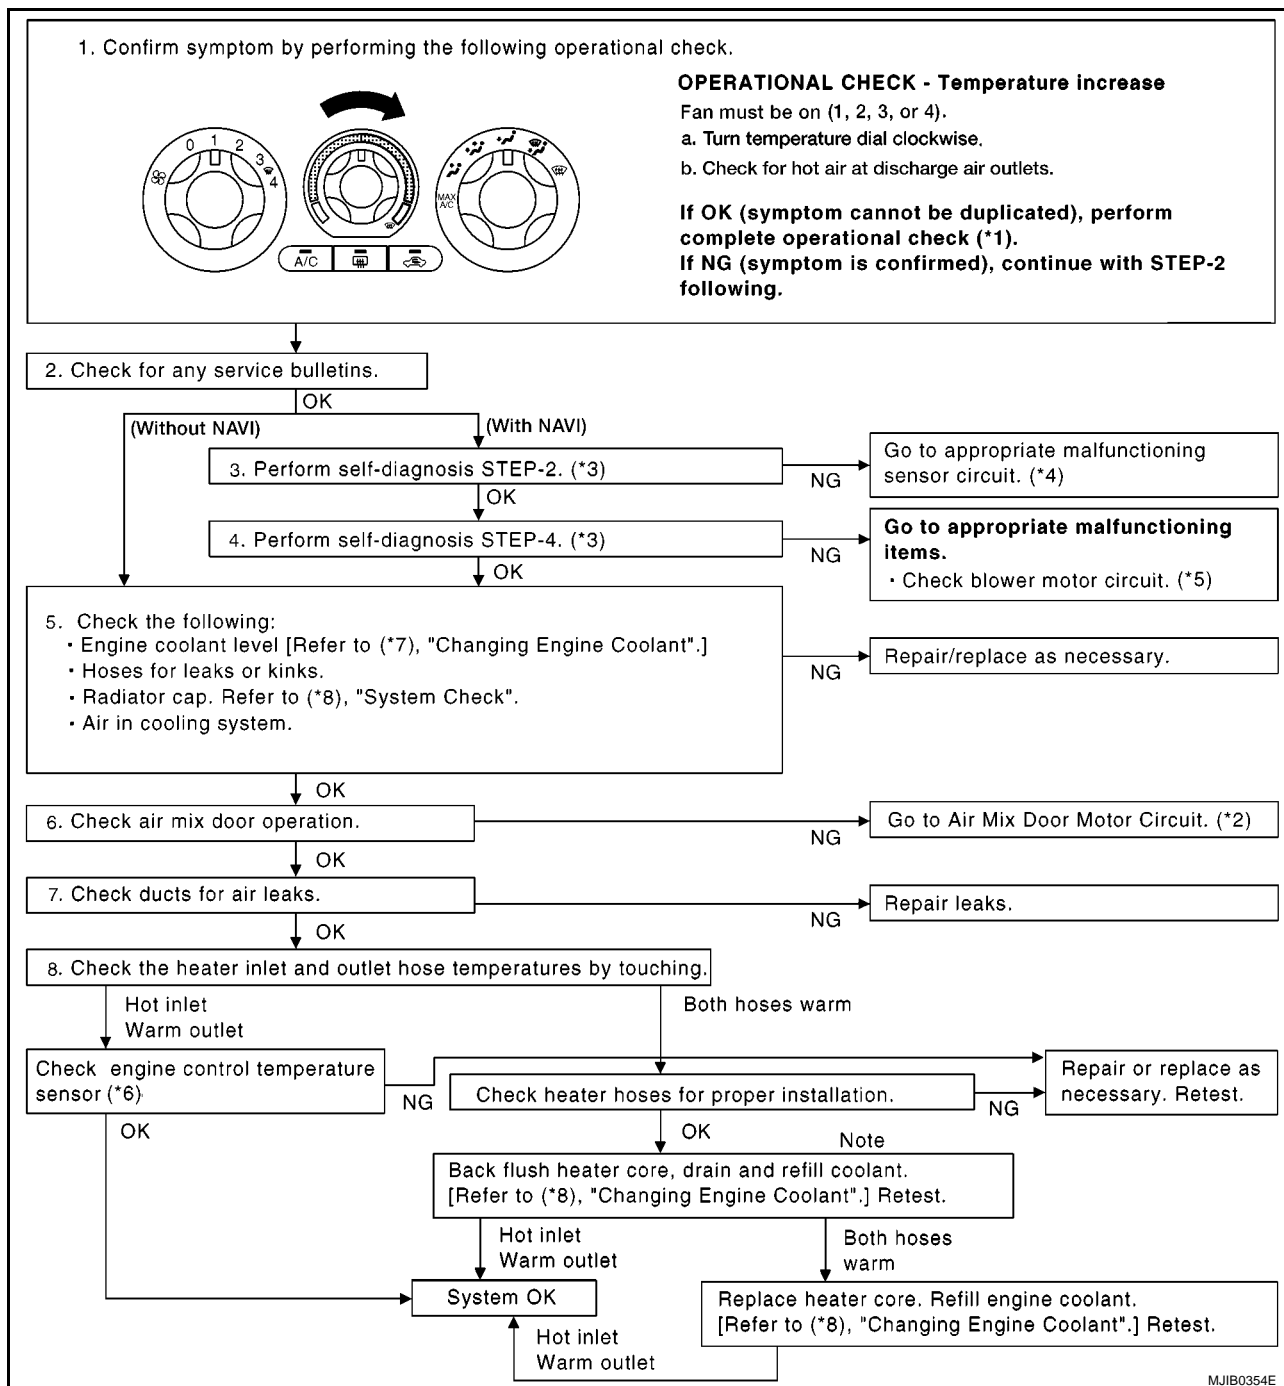 1. Confirm symptom by performing the following operational check.
OPERATIONAL CHECK - Temperature increase
Fan must be on (1, 2, 3, or 4).
a. Turn temperature dial clockwise.
b. Check for hot air at discharge air outlets.
If OK (symptom cannot be duplicated), perform
complete operational check (*1).
If NG (symptom is confirmed), continue with STEP-2
following.
0 1 2 3 4
MAX
A/C
A/C
2. Check for any service bulletins.
OK
(Without NAVI)
(With NAVI)
3. Perform self-diagnosis STEP-2. (*3)
NG
Go to appropriate malfunctioning
sensor circuit. (*4)
OK
4. Perform self-diagnosis STEP-4. (*3)
NG
Go to appropriate malfunctioning
items.
· Check blower motor circuit. (*5)
OK
5. Check the following:
· Engine coolant level [Refer to (*7), "Changing Engine Coolant".]
· Hoses for leaks or kinks.
· Radiator cap. Refer to (*8), "System Check".
· Air in cooling system.
NG
Repair/replace as necessary.
OK
6. Check air mix door operation.
NG
Go to Air Mix Door Motor Circuit. (*2)
OK
7. Check ducts for air leaks.
NG
Repair leaks.
OK
8. Check the heater inlet and outlet hose temperatures by touching.
Hot inlet
Warm outlet
Both hoses warm
Check engine control temperature
sensor (*6)
NG
Check heater hoses for proper installation.
NG
Repair or replace as
necessary. Retest.
OK
OK
Note
Back flush heater core, drain and refill coolant.
[Refer to (*8), "Changing Engine Coolant".] Retest.
Hot inlet
Warm outlet
Both hoses
warm
System OK
Replace heater core. Refill engine coolant.
[Refer to (*8), "Changing Engine Coolant".] Retest.
Hot inlet
Warm outlet
MJIB0354E